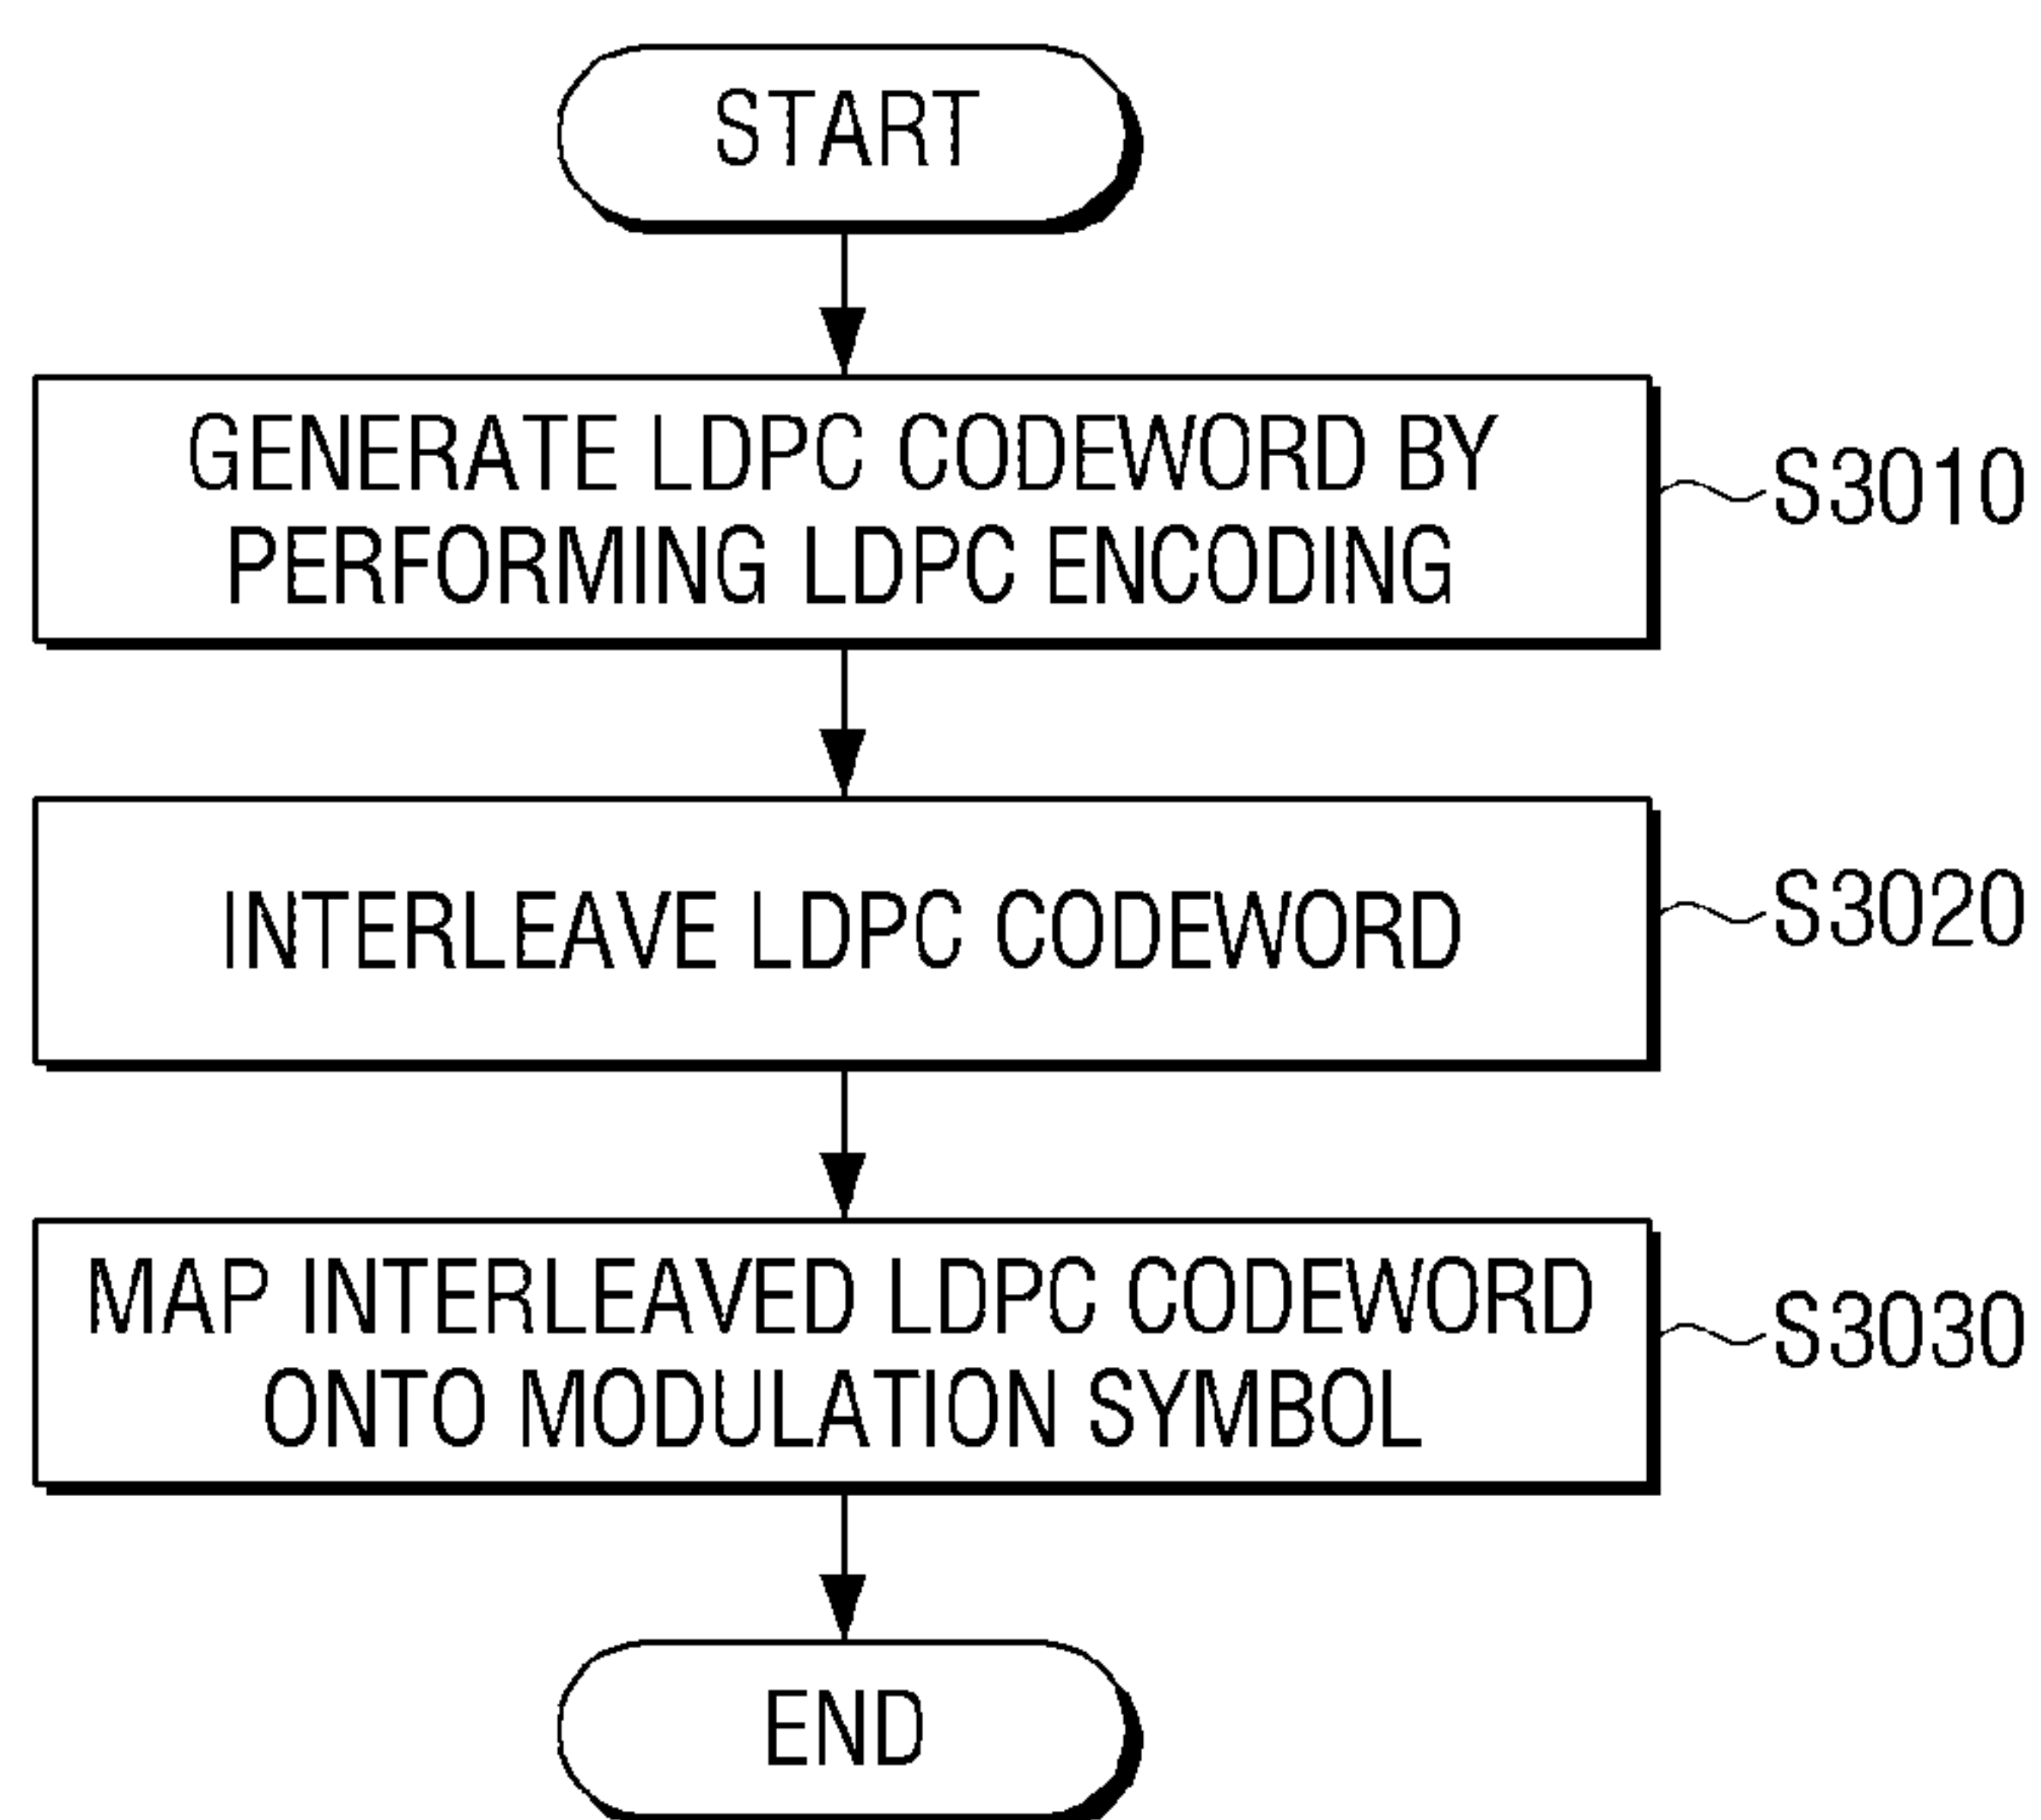 START
GENERATE LDPC CODEWORD BY
PERFORMING LDPC ENCODING
S3010
INTERLEAVE LDPC CODEWORD
S3020
MAP INTERLEAVED LDPC CODEWORD
ONTO MODULATION SYMBOL
S3030
END